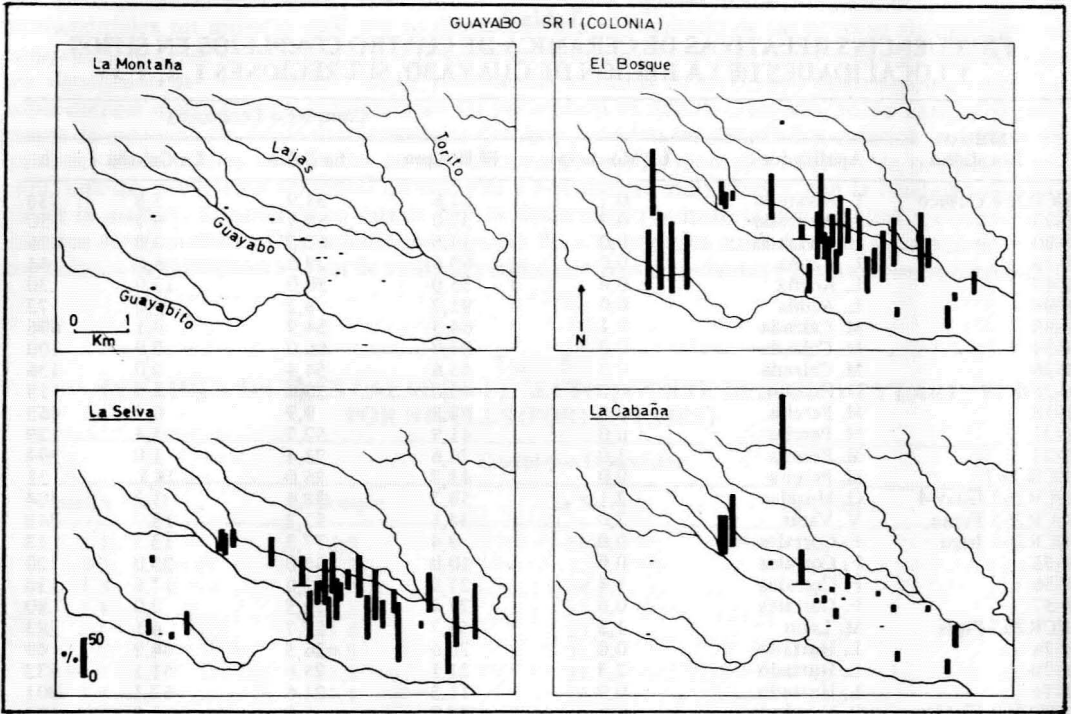 GUAYABO SR1 (COLONIA)
La Montaña
El Bosque
Lajas
Torito
Guayabo
Guayabito
0
Km
N
La Selva
La Cabaña
50
%
0